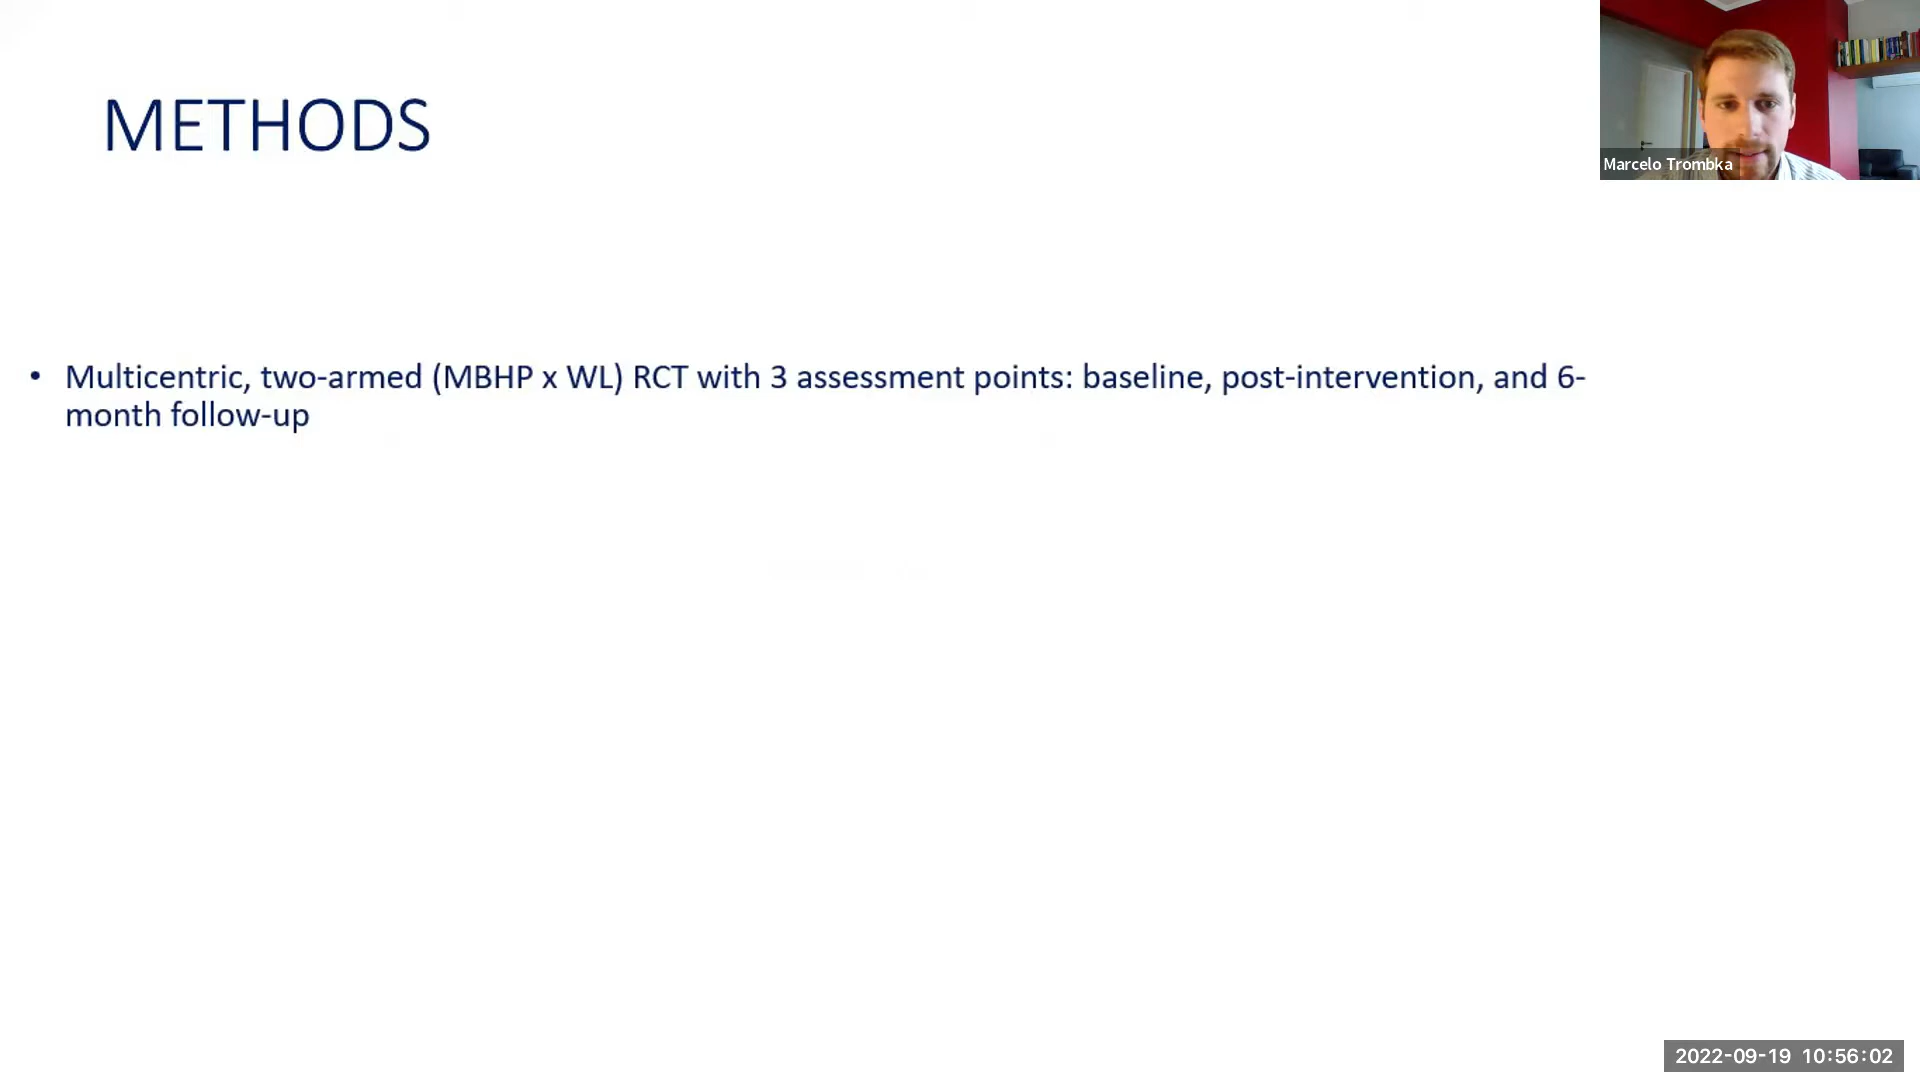 METHODS
Marcelo Trombka
• Multicentric, two-armed (MBHP x WL) RCT with 3 assessment points: baseline, post-intervention, and 6-
month follow-up
2022-09-19 10:56:02